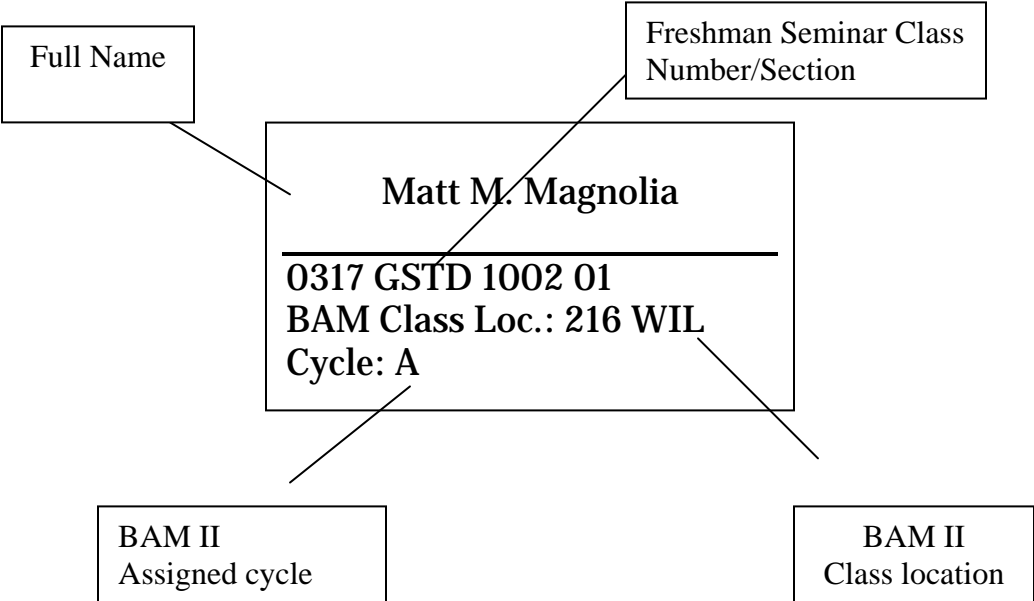 Full Name
Freshman Seminar Class
Number/Section
Matt M. Magnolia
0317 GSTD 1002 01
BAM Class Loc.: 216 WIL
Cycle: A
BAM II
Assigned cycle
BAM II
Class location